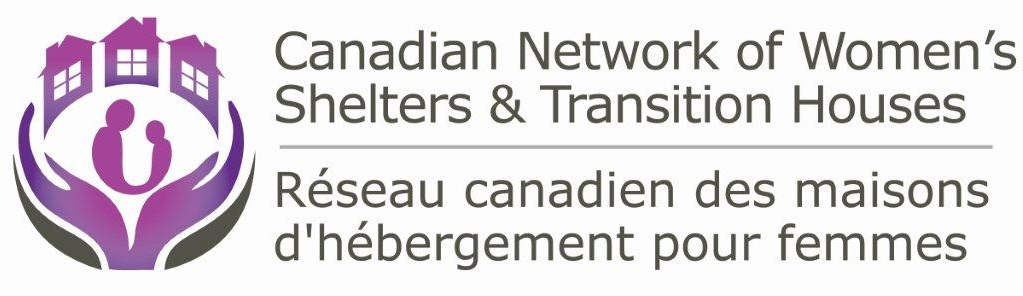 Canadian Network of Women’s
Shelters & Transition Houses
Réseau canadien des maisons
d'hébergement pour femmes